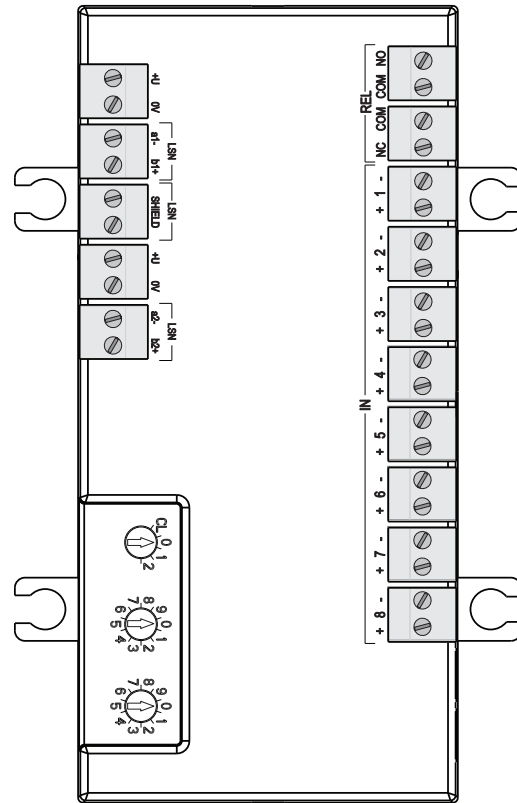 +U
0V
a1-
b1+
LSN
SHIELD
LSN
+U
0V
a2-
b2+
LSN
REL
NO
COM
COM
NC
IN
+ 1 -
+ 2 -
+ 3 -
+ 4 -
+ 5 -
+ 6 -
+ 7 -
+ 8 -
CL 0 1 2
0 1 2 3 4 5 6 7 8 9
0 1 2 3 4 5 6 7 8 9